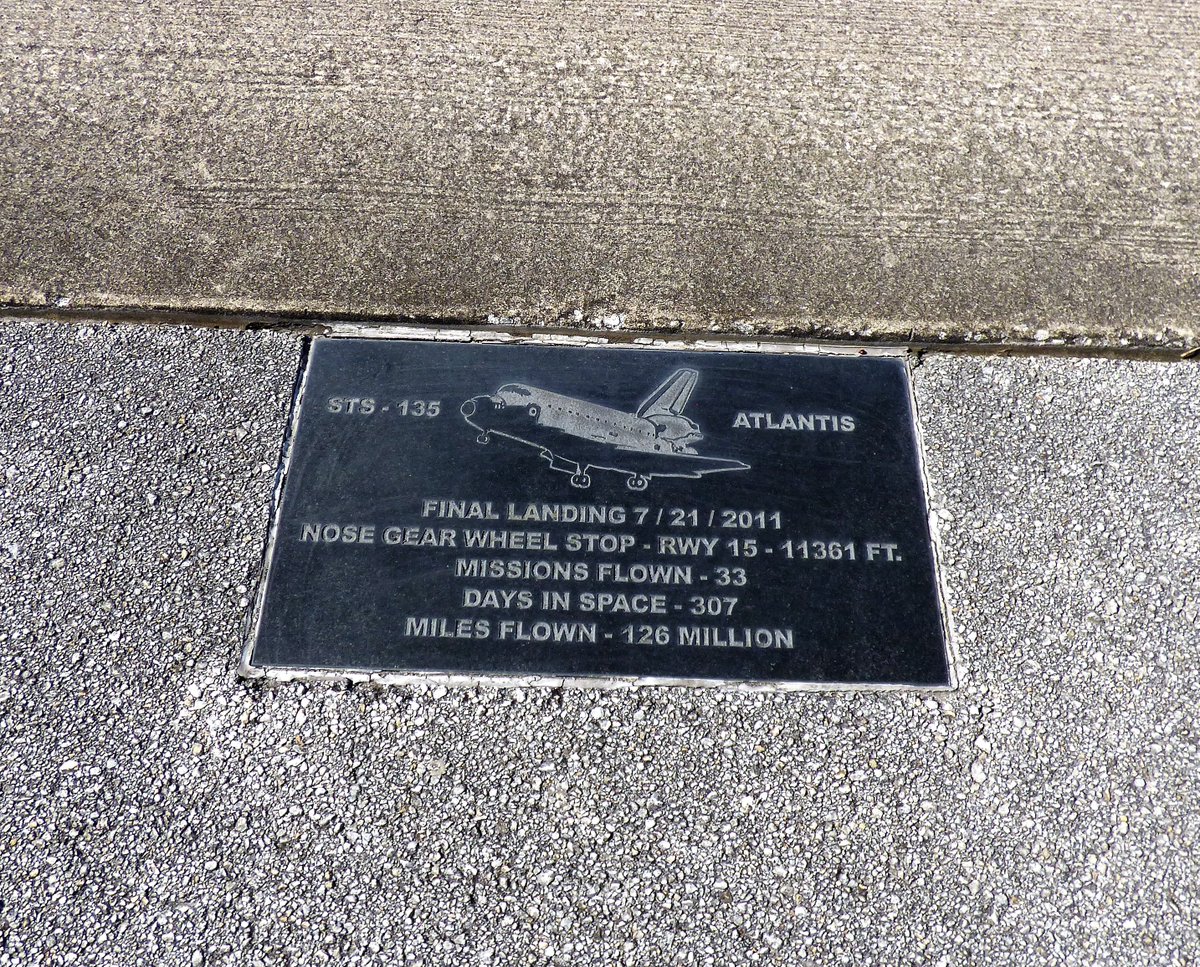 STS - 135 ATLANTIS
FINAL LANDING 7 / 21 / 2011
NOSE GEAR WHEEL STOP - RWY 15 - 11361 FT.
MISSIONS FLOWN - 33
DAYS IN SPACE - 307
MILES FLOWN - 126 MILLION